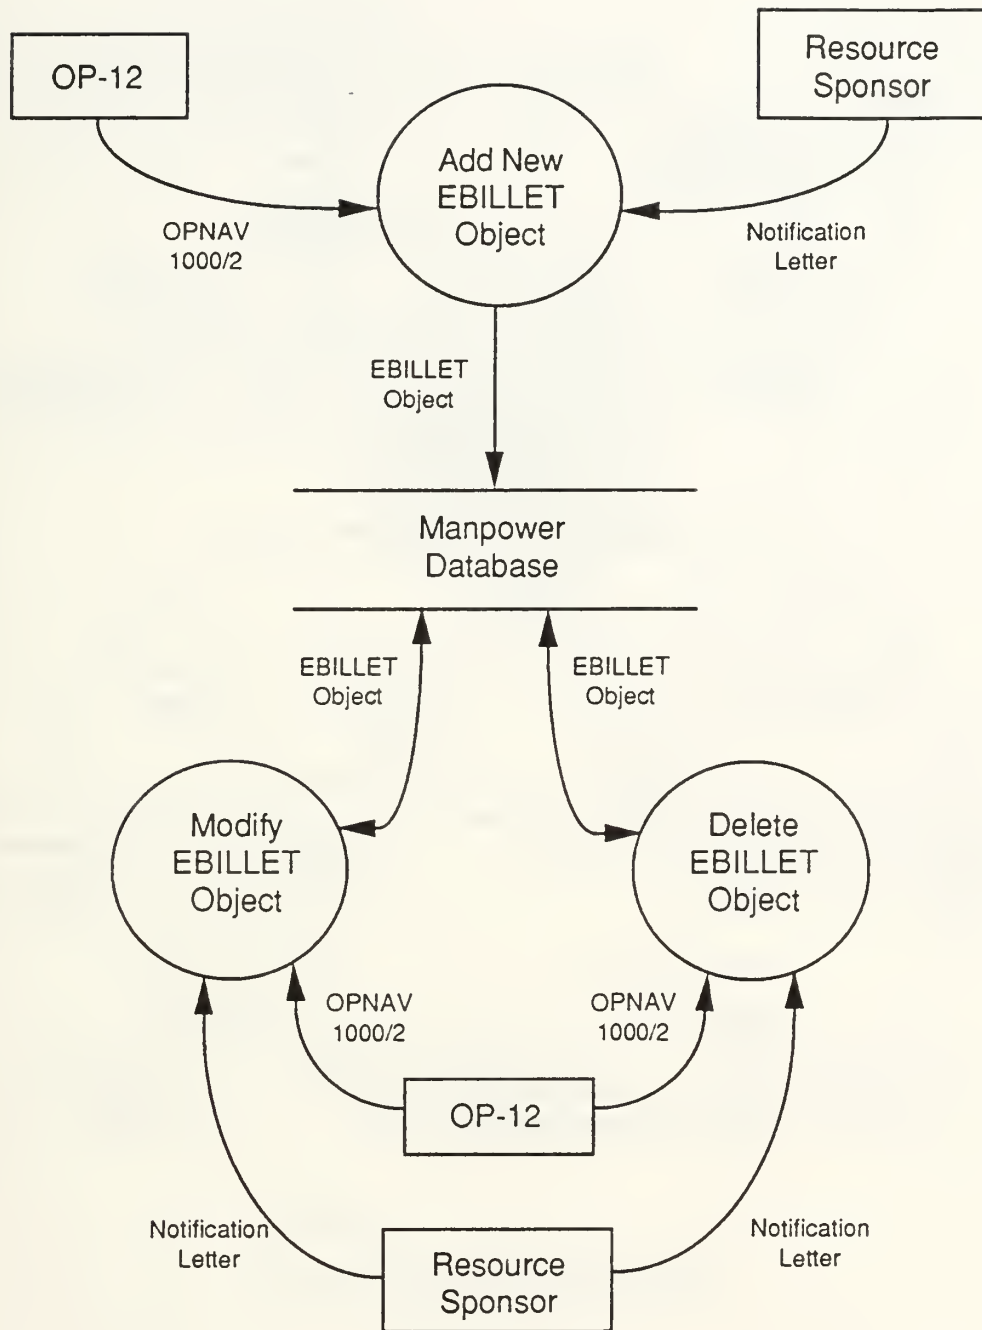 OP-12
Resource
Sponsor
Add New
EBILLET
Object
OPNAV
1000/2
Notification
Letter
EBILLET
Object
Manpower
Database
EBILLET
Object
EBILLET
Object
Modify
EBILLET
Object
Delete
EBILLET
Object
OPNAV
1000/2
OPNAV
1000/2
OP-12
Notification
Letter
Notification
Letter
Resource
Sponsor